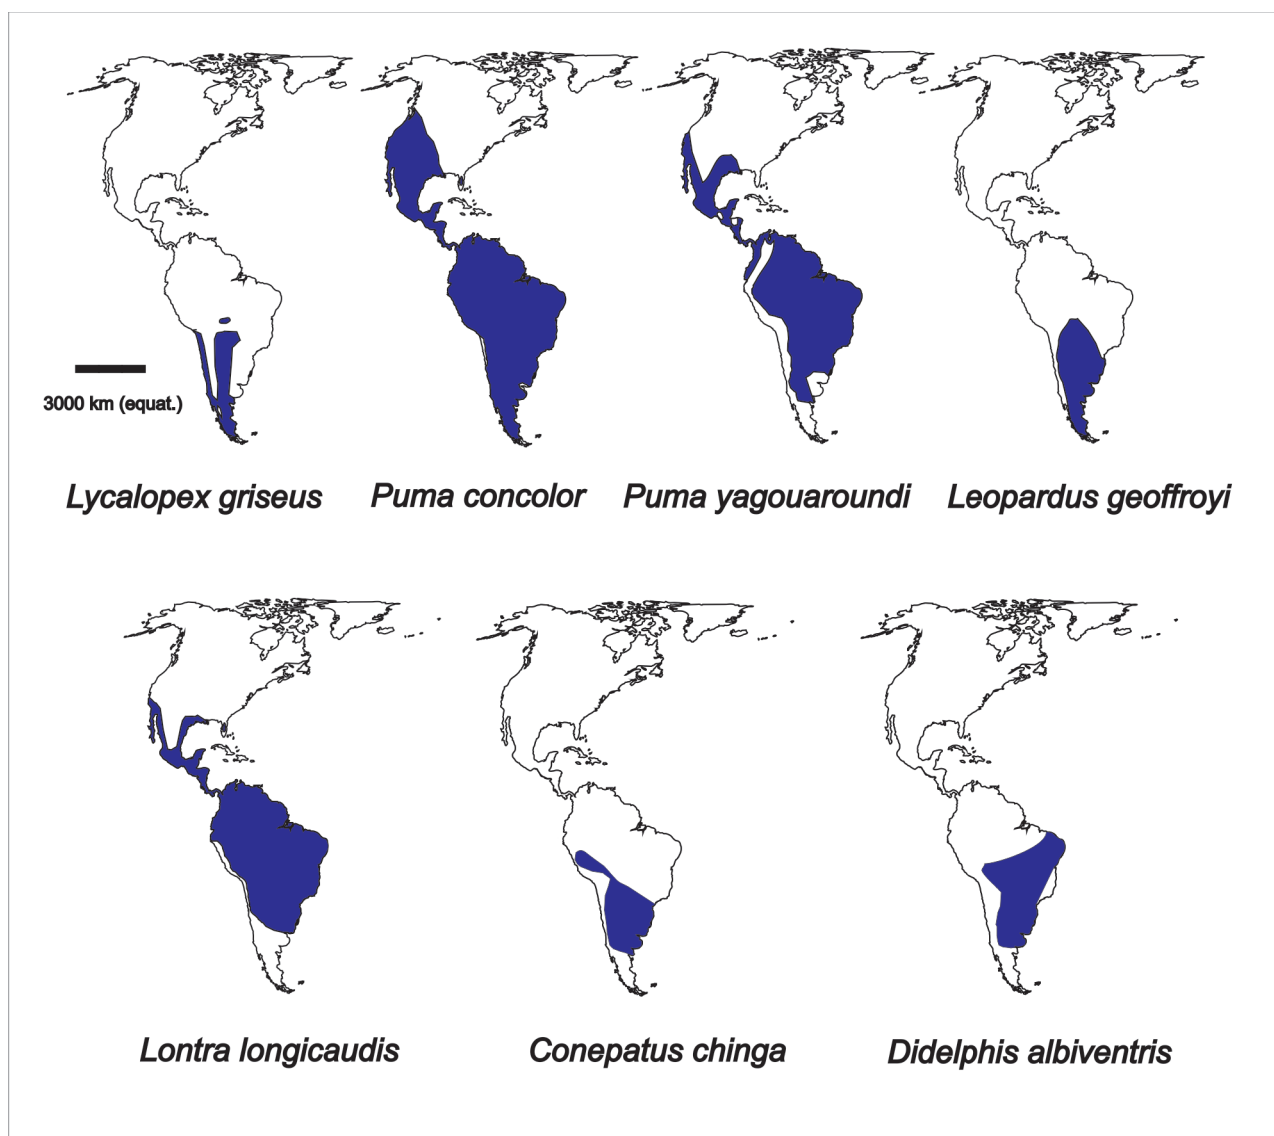 3000 km (equat.)
Lycalopex griseus
Puma concolor
Puma yagouaroundi
Leopardus geoffroyi
Lontra longicaudis
Conepatus chinga
Didelphis albiventris